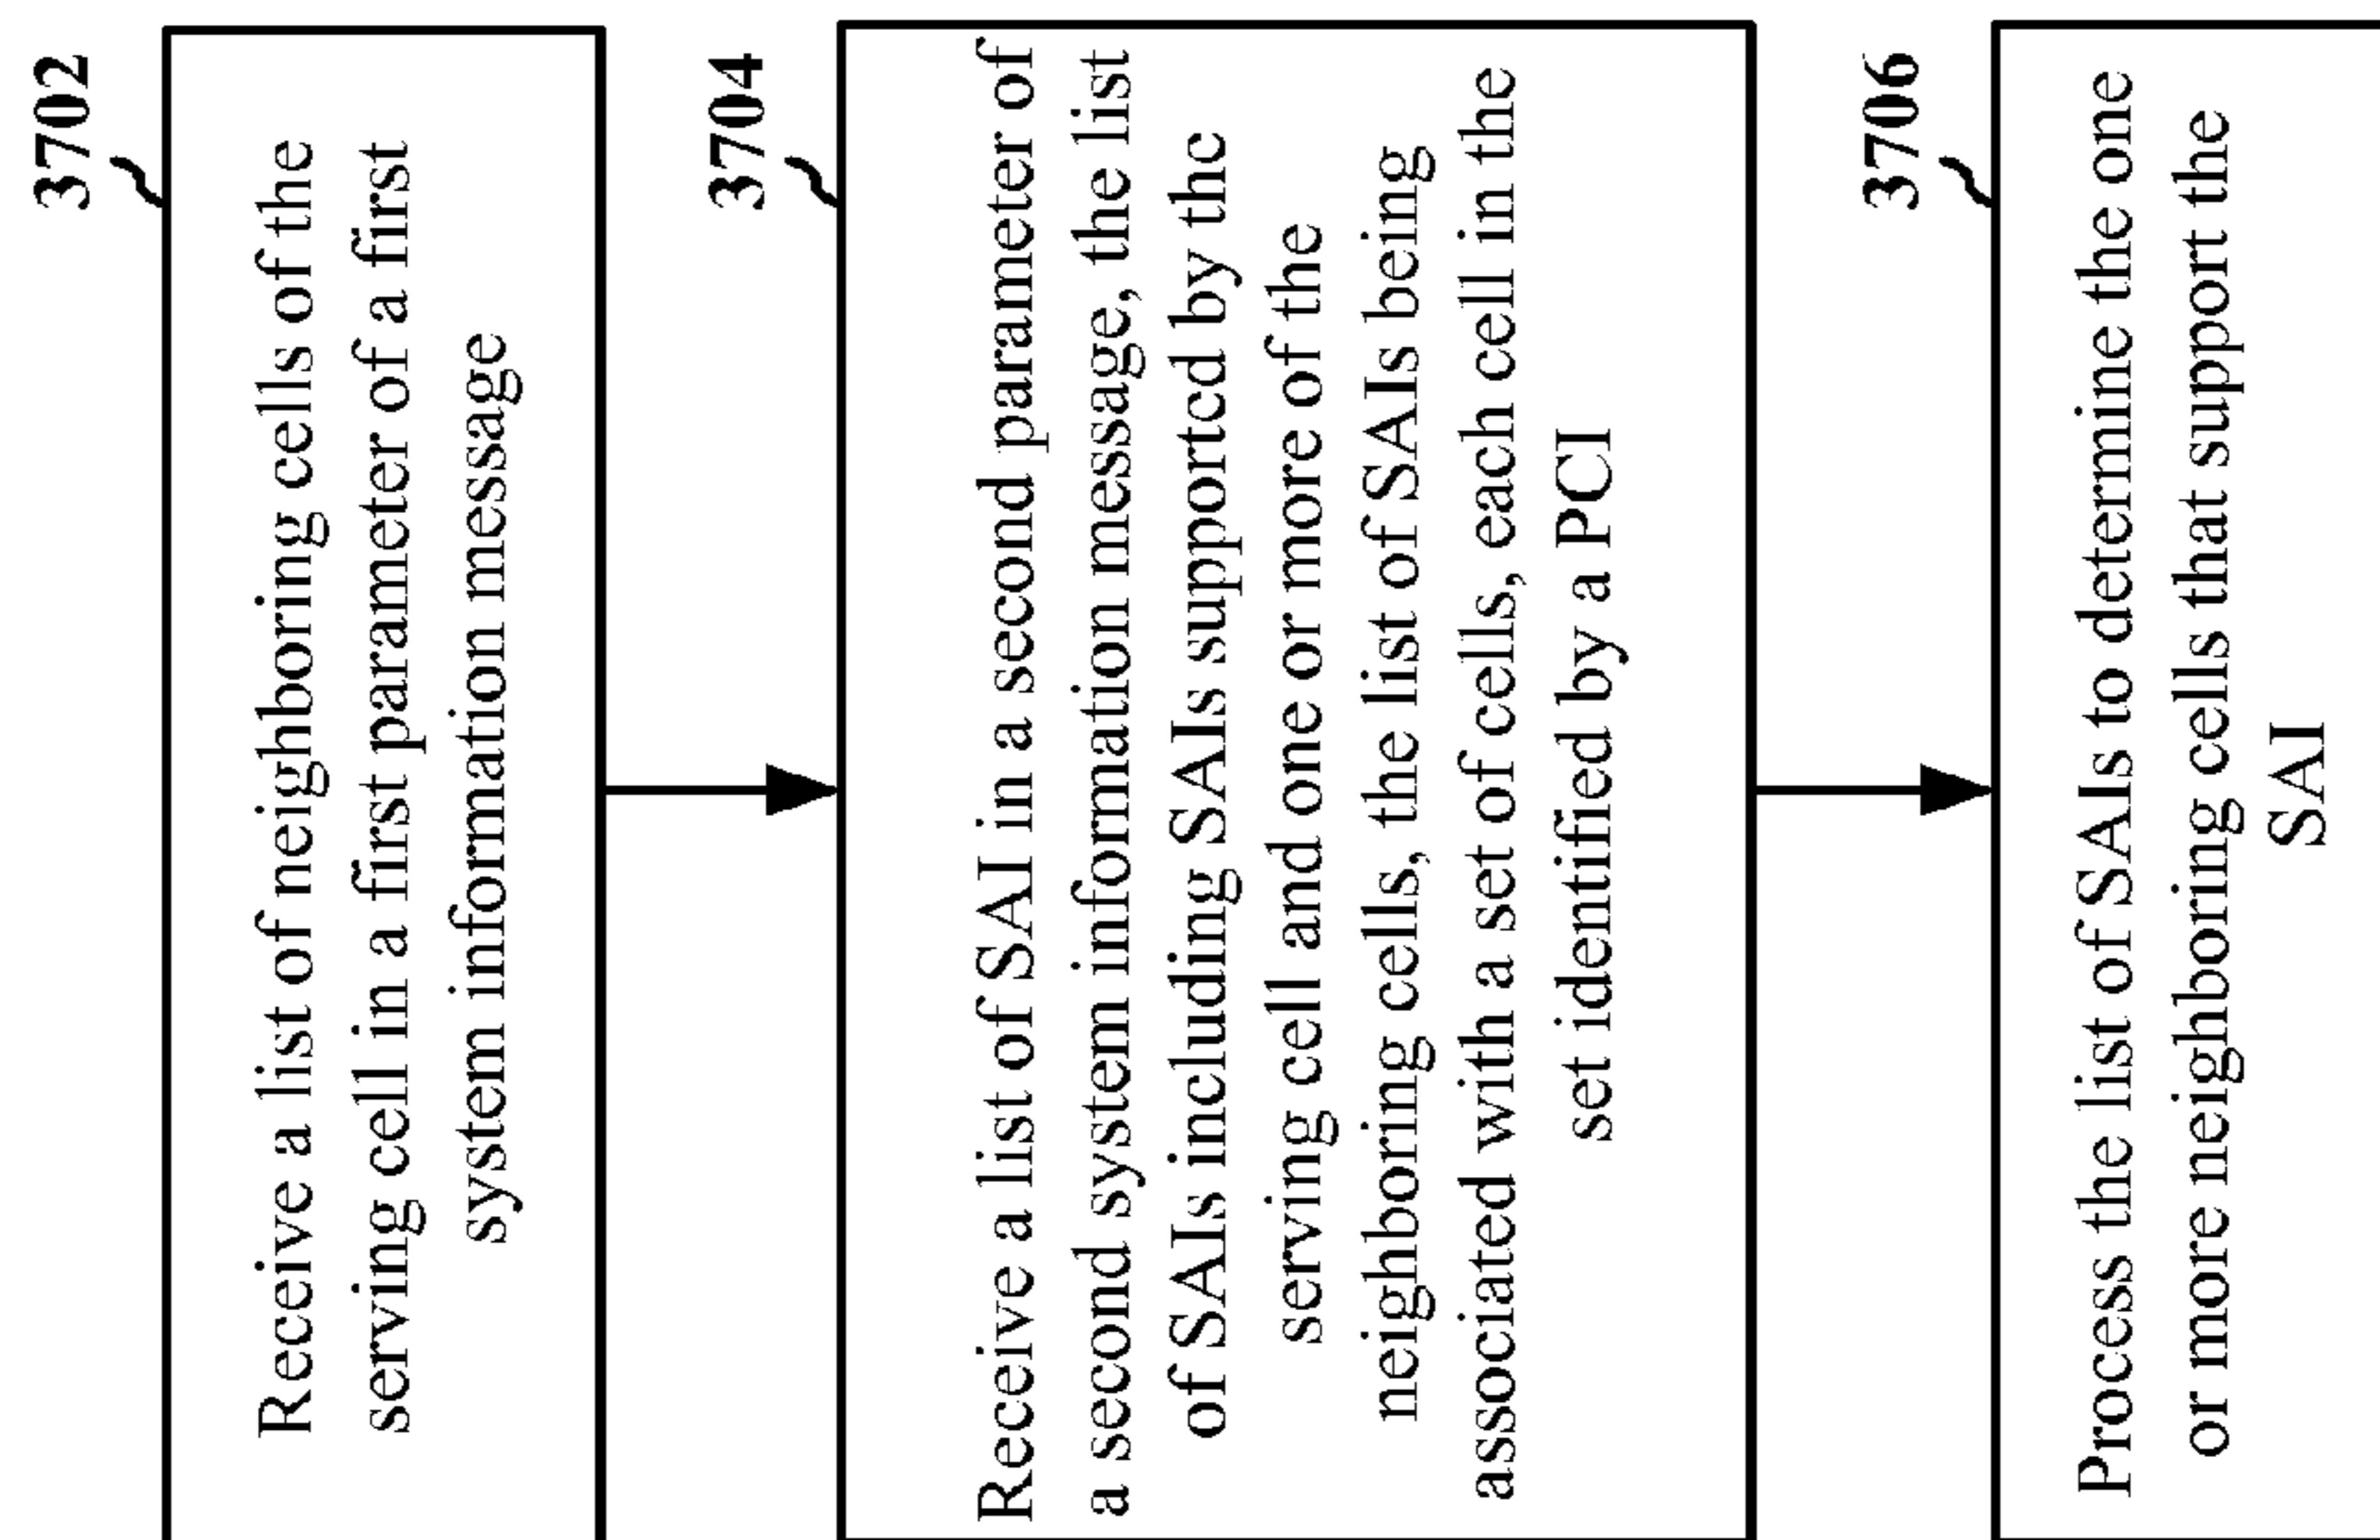 3702
Receive a list of neighboring cells of the
serving cell in a first parameter of a first
system information message
3704
Receive a list of SAI in a second parameter of
a second system information message, the list
of SAIs including SAIs supported by the
serving cell and one or more of the
neighboring cells, the list of SAIs being
associated with a set of cells, each cell in the
set identified by a PCI
3706
Process the list of SAIs to determine the one
or more neighboring cells that support the
SAI